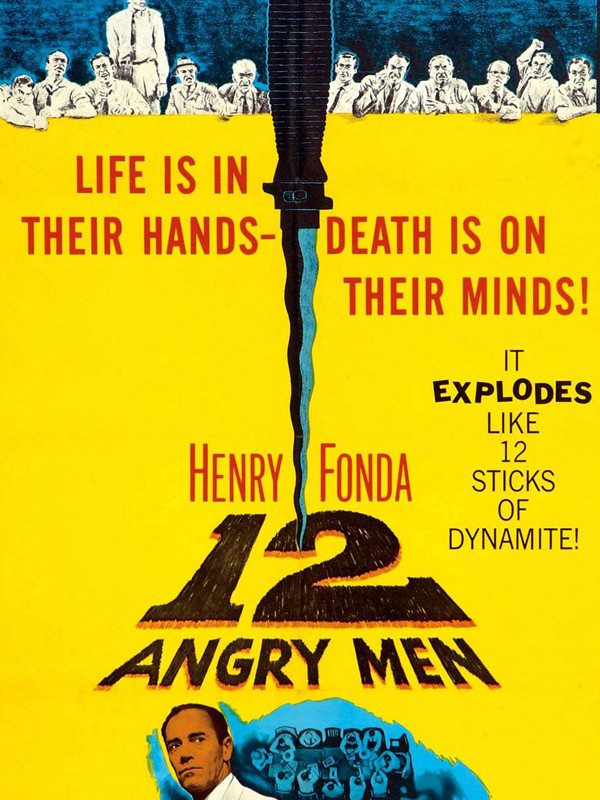 LIFE IS IN
THEIR HANDS-
DEATH IS ON
THEIR MINDS!
IT
EXPLODES
LIKE
12
STICKS
OF
DYNAMITE!
HENRY FONDA
12
ANGRY MEN